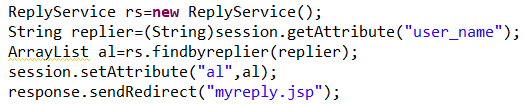 ReplyService rs=new ReplyService();
String replier=(String)session.getAttribute("user_name");
ArrayList al=rs.findbyreplier(replier);
session.setAttribute("al",al);
response.sendRedirect("myreply.jsp");